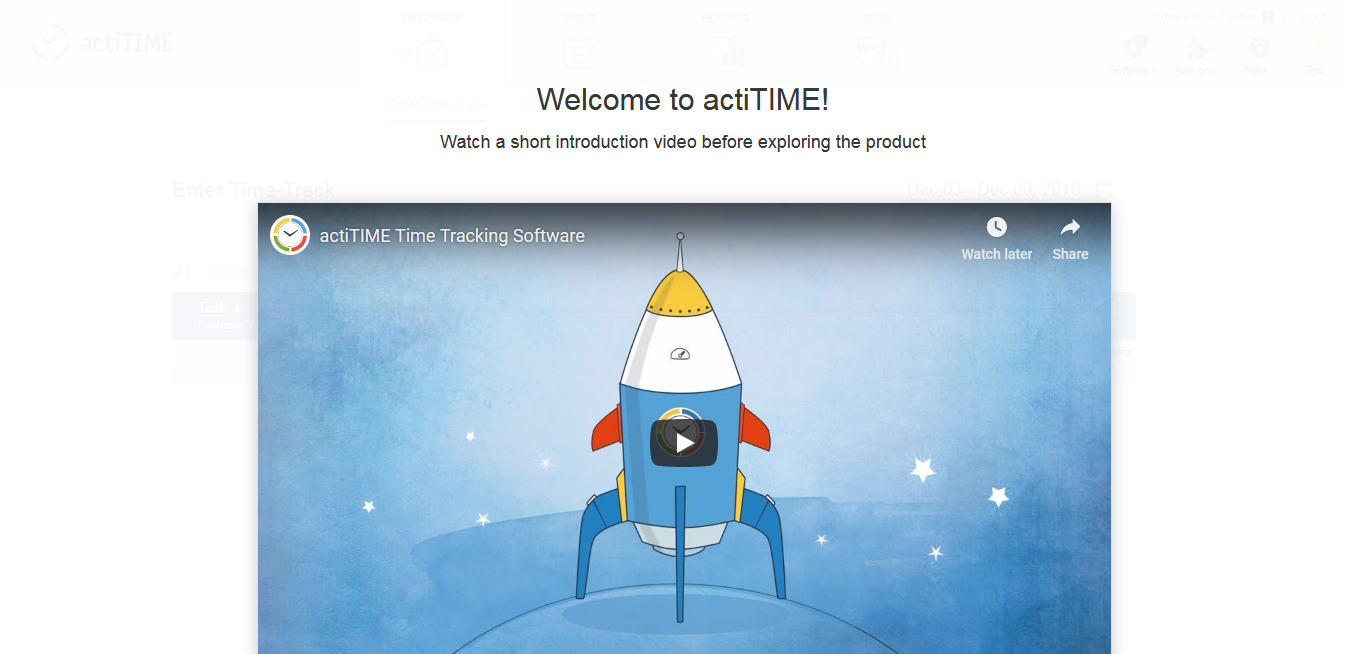 TIME-TRACK
TASKS
REPORTS
USERS
Logout
actiTIME
Settings
Add-ons
Help
Tips
Enter Time-Track
Welcome to actiTIME!
Watch a short introduction video before exploring the product
Enter Time-Track
Dec 03 - Dec 09, 2018
actiTIME Time Tracking Software
Watch later
Share
Task